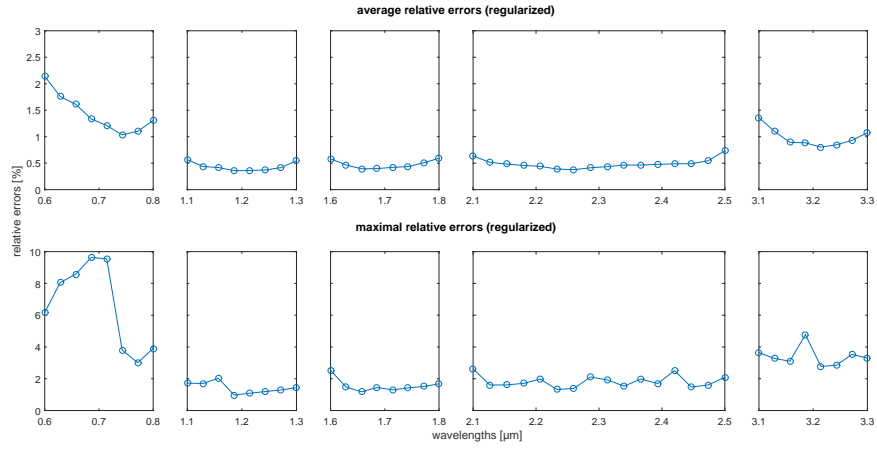 average relative errors (regularized)
3
2.5
2
1.5
1
0.5
0
0.6 0.7 0.8 1.1 1.2 1.3 1.6 1.7 1.8 2.1 2.2 2.3 2.4 2.5 3.1 3.2 3.3
relative errors [%]
maximal relative errors (regularized)
10
8
6
4
2
0
0.6 0.7 0.8 1.1 1.2 1.3 1.6 1.7 1.8 2.1 2.2 2.3 2.4 2.5 3.1 3.2 3.3
wavelengths [µm]